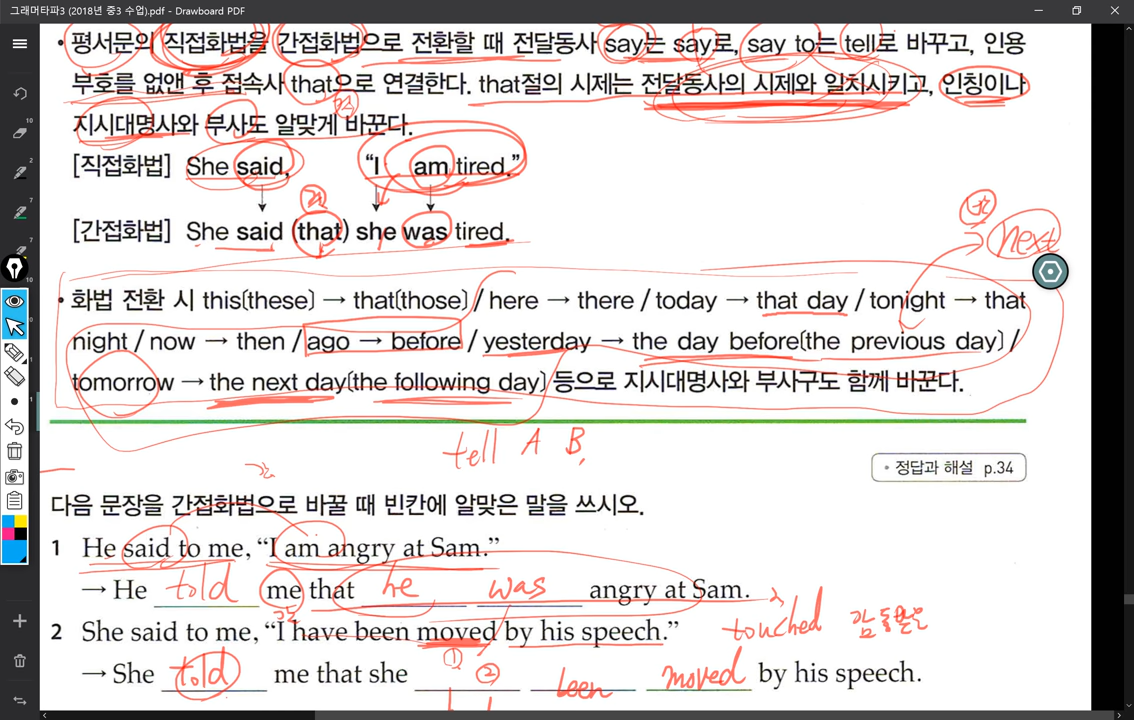 그래머타파3 (2018년 중3 수업).pdf - Drawboard PDF
• 평서문의 직접화법을 간접화법으로 전환할 때 전달동사 say는 say로, say to는 tell로 바꾸고, 인용
부호를 없앤 후 접속사 that으로 연결한다. that절의 시제는 전달동사의 시제와 일치시키고, 인칭이나
지시대명사와 부사도 알맞게 바꾼다.
[직접화법] She said, “I am tired.”
[간접화법] She said (that) she was tired.
next
• 화법 전환 시 this(these) → that(those) / here → there / today → that day / tonight → that
night / now → then / ago → before / yesterday → the day before(the previous day) /
tomorrow → the next day(the following day) 등으로 지시대명사와 부사구도 함께 바꾼다.
tell A B
• 정답과 해설 p.34
다음 문장을 간접화법으로 바꿀 때 빈칸에 알맞은 말을 쓰시오.
1 He said to me, “I am angry at Sam.”
→ He told me that he was angry at Sam.
2 She said to me, “I have been moved by his speech.”
touched
① ②
→ She told me that she ____ been moved by his speech.